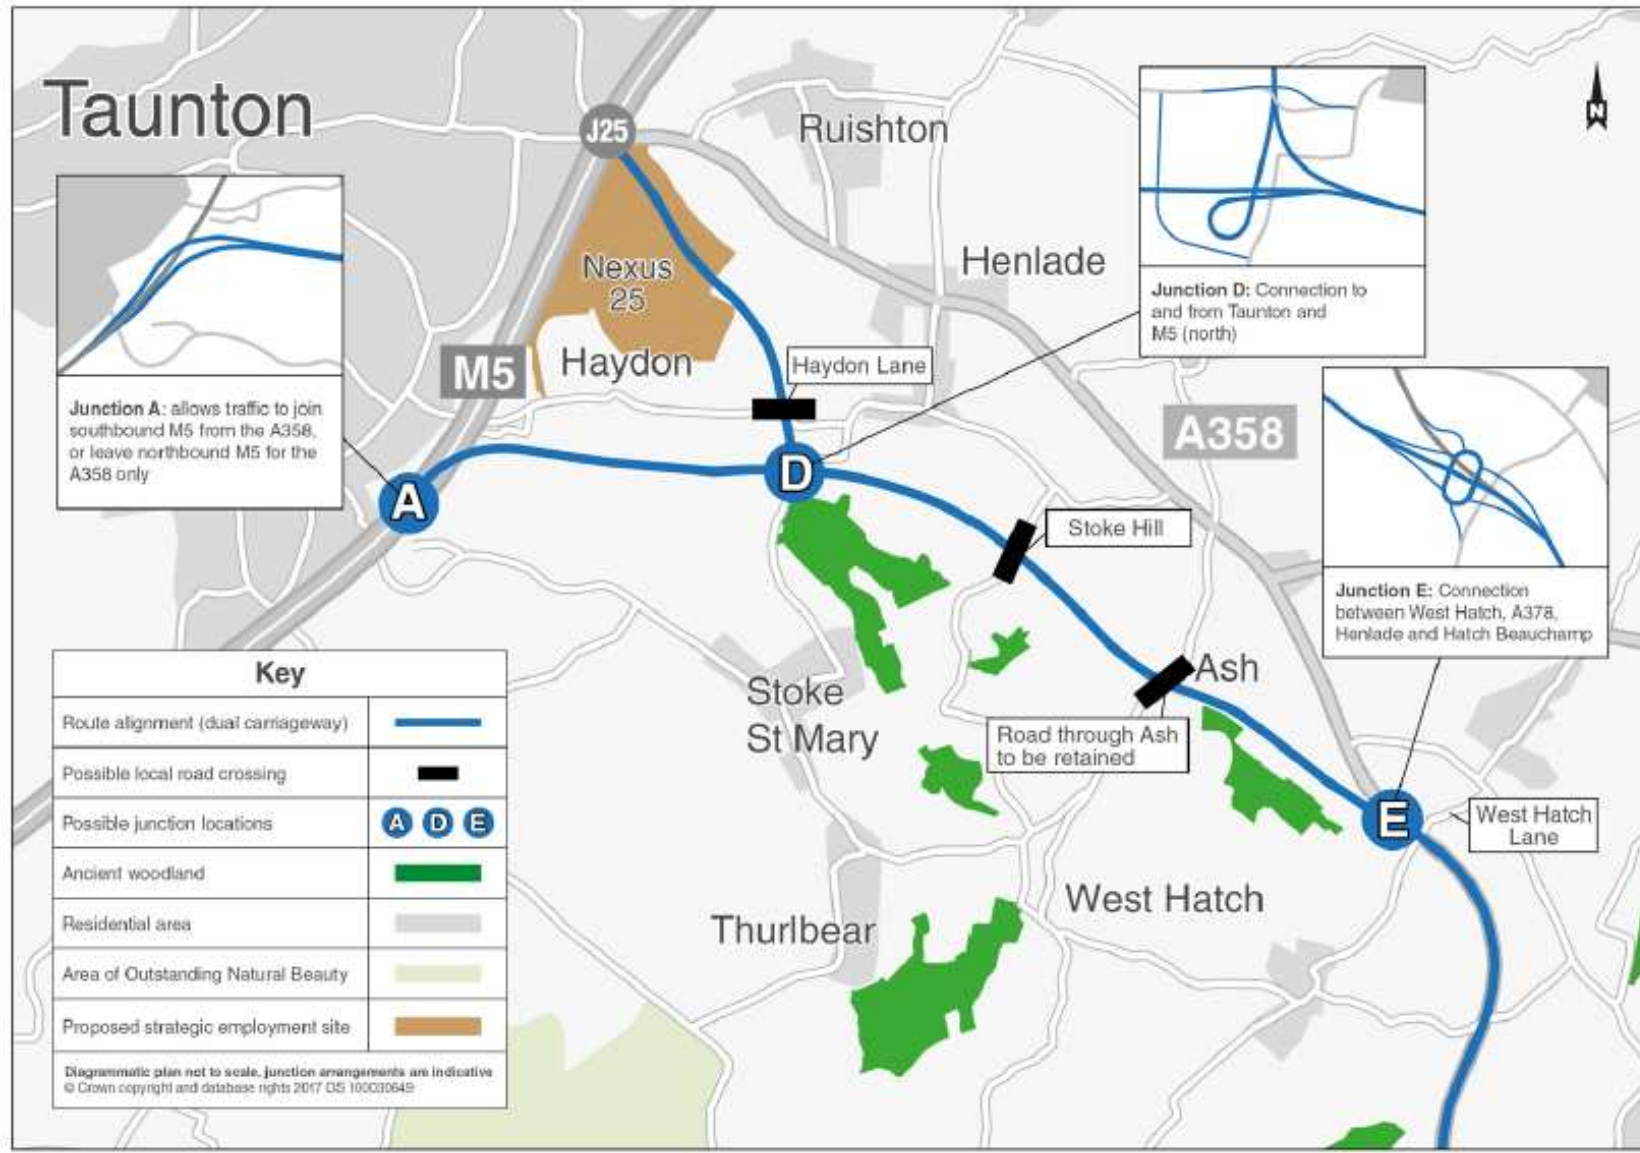 Taunton
J25
Ruishton
Henlade
Nexus
25
Haydon
M5
Haydon Lane
A358
Junction A: allows traffic to join
southbound M5 from the A358,
or leave northbound M5 for the
A358 only
Junction D: Connection to
and from Taunton and
M5 (north)
Junction E: Connection
between West Hatch, A378,
Henlade and Hatch Beauchamp
N
A
D
Stoke Hill
Ash
Road through Ash
to be retained
Stoke
St Mary
E
West Hatch
Lane
West Hatch
Thurlbear
Key
Route alignment (dual carriageway)
Possible local road crossing
Possible junction locations
A D E
Ancient woodland
Residential area
Area of Outstanding Natural Beauty
Proposed strategic employment site
Diagrammatic plan not to scale, junction arrangements are indicative
© Crown copyright and database rights 2017 OS 100030649